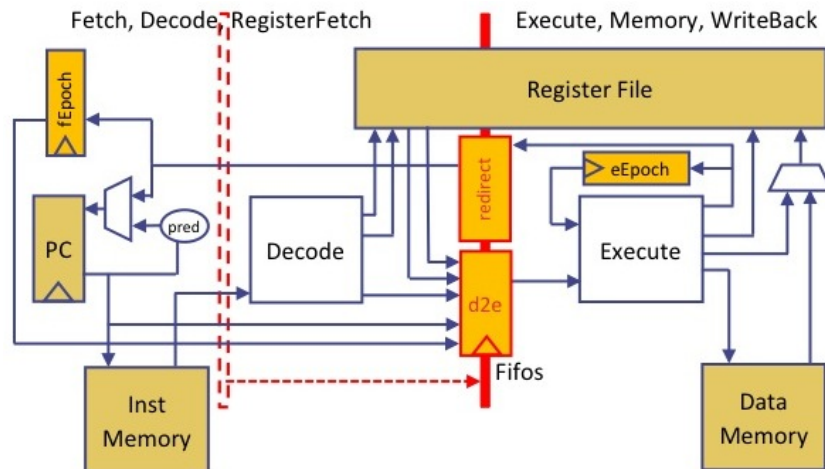 Fetch, Decode, RegisterFetch
Execute, Memory, WriteBack
Register File
fEpoch
redirect
eEpoch
PC
pred
Decode
Execute
d2e
Fifos
Inst
Memory
Data
Memory